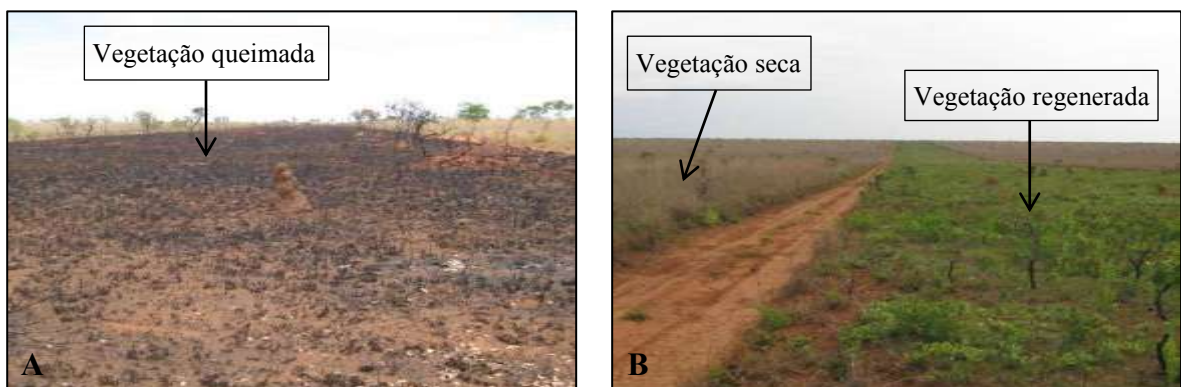 Vegetação queimada
Vegetação seca
Vegetação regenerada
A
B